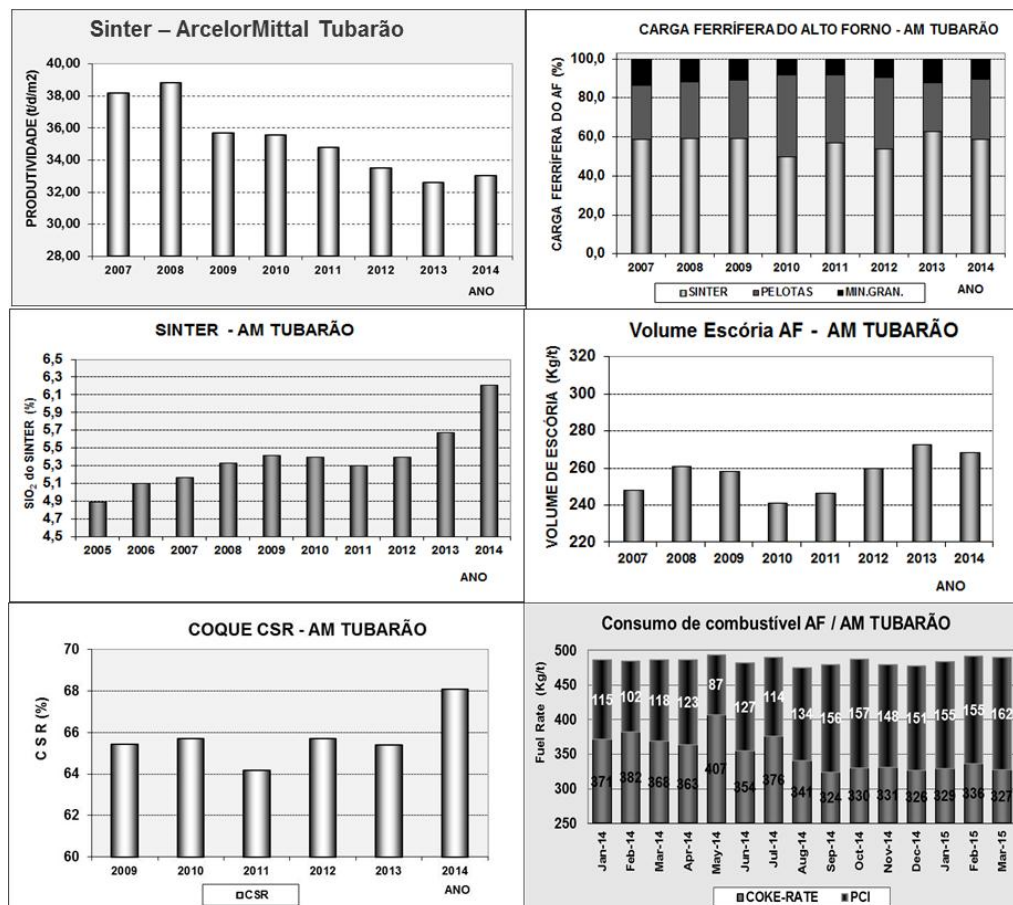 Sinter – ArcelorMittal Tubarão
PRODUTIVIDADE (t/d/m2)
40,00
38,00
36,00
34,00
32,00
30,00
28,00
2007 2008 2009 2010 2011 2012 2013 2014
ANO
CARGA FERRÍFERA DO ALTO FORNO - AM TUBARÃO
CARGA FERRÍFERA DO AF (%)
100,0
80,0
60,0
40,0
20,0
0,0
2007 2008 2009 2010 2011 2012 2013 2014
SINTER PELOTAS MIN.GRAN. ANO
SINTER - AM TUBARÃO
SIO2 do SINTER (%)
6,5
6,3
6,1
5,9
5,7
5,5
5,3
5,1
4,9
4,7
4,5
2005 2006 2007 2008 2009 2010 2011 2012 2013 2014
ANO
Volume Escória AF - AM TUBARÃO
VOLUME DE ESCÓRIA (Kg/t)
320
300
280
260
240
220
2007 2008 2009 2010 2011 2012 2013 2014
ANO
COQUE CSR - AM TUBARÃO
C S R (%)
70
68
66
64
62
60
2009 2010 2011 2012 2013 2014
CSR ANO
Consumo de combustível AF / AM TUBARÃO
Fuel Rate (Kg/t)
500
450
400
350
300
250
115 102 118 123 87 127 114 134 156 157 148 151 155 155 162
371 382 368 363 407 354 376 341 324 330 331 326 329 336 327
Jan-14 Feb-14 Mar-14 Apr-14 May-14 Jun-14 Jul-14 Aug-14 Sep-14 Oct-14 Nov-14 Dec-14 Jan-15 Feb-15 Mar-15
COKE-RATE PCI